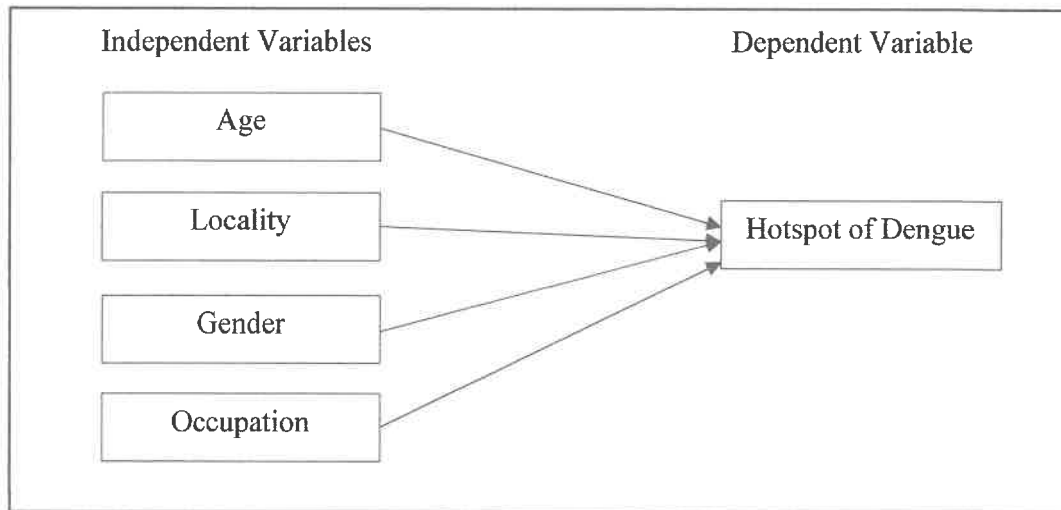 Independent Variables
Dependent Variable
Age
Locality
Hotspot of Dengue
Gender
Occupation